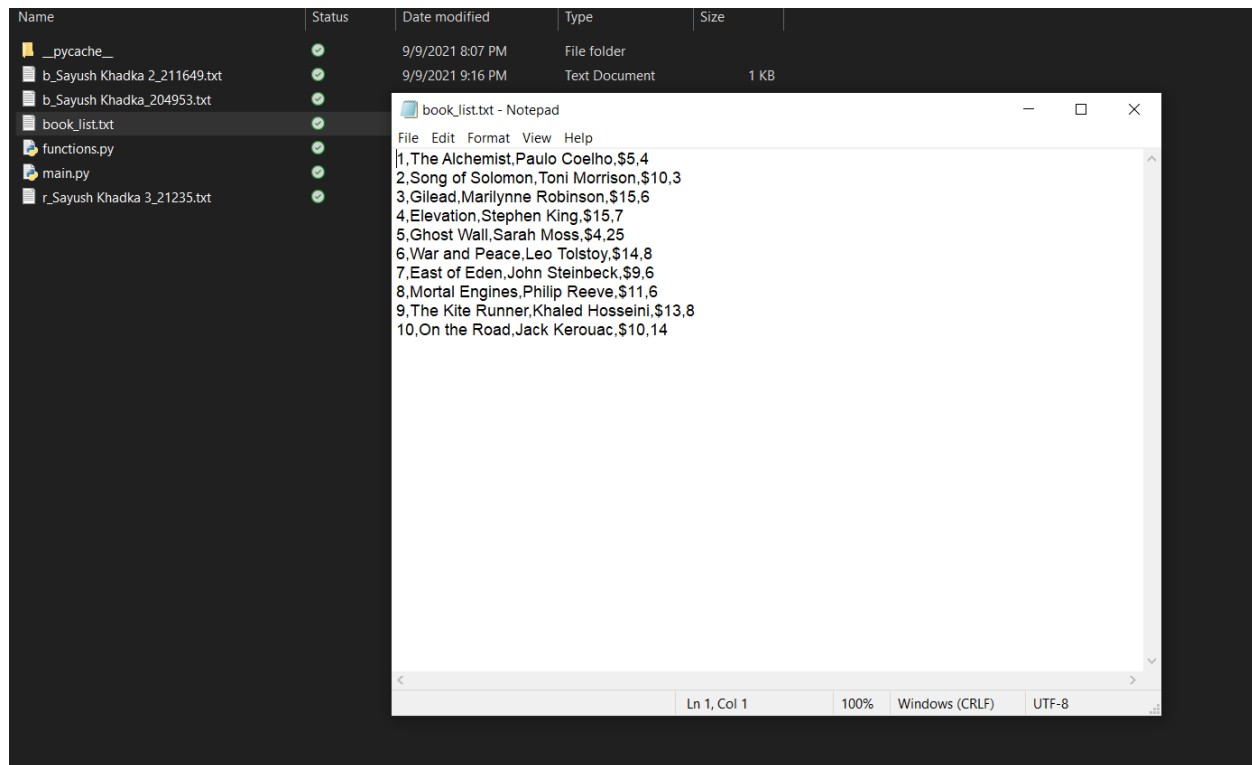 Name Status Date modified Type Size
__pycache__ 9/9/2021 8:07 PM File folder
b_Sayush Khadka 2_211649.txt 9/9/2021 9:16 PM Text Document 1 KB
b_Sayush Khadka_204953.txt
book_list.txt
functions.py
main.py
r_Sayush Khadka 3_21235.txt
book_list.txt - Notepad
File Edit Format View Help
1,The Alchemist,Paulo Coelho,$5,4
2,Song of Solomon,Toni Morrison,$10,3
3,Gilead,Marilynne Robinson,$15,6
4,Elevation,Stephen King,$15,7
5,Ghost Wall,Sarah Moss,$4,25
6,War and Peace,Leo Tolstoy,$14,8
7,East of Eden,John Steinbeck,$9,6
8,Mortal Engines,Philip Reeve,$11,6
9,The Kite Runner,Khaled Hosseini,$13,8
10,On the Road,Jack Kerouac,$10,14
Ln 1, Col 1 100% Windows (CRLF) UTF-8